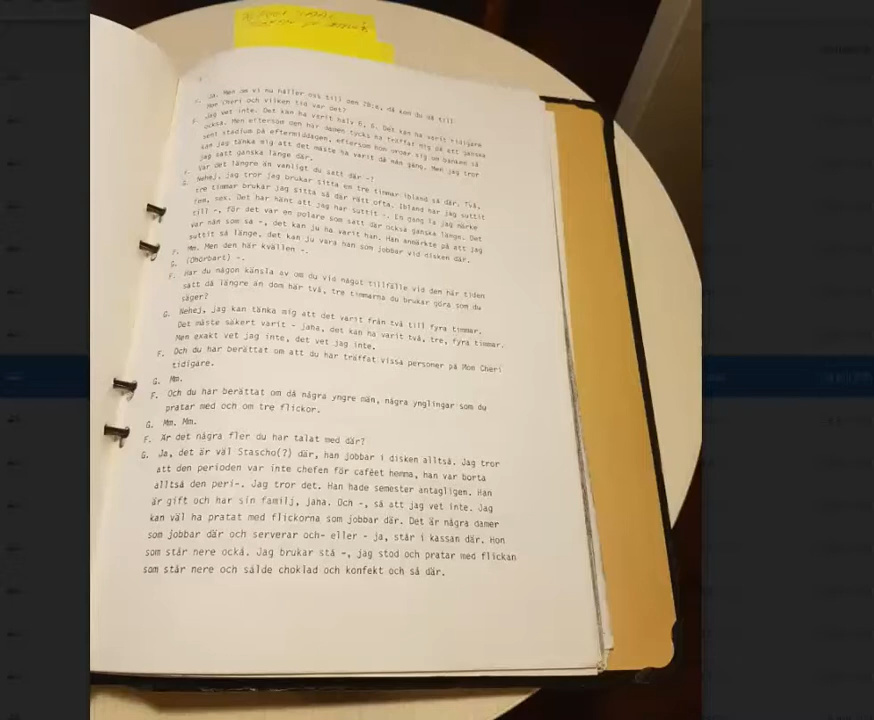 F. Ja. Men om vi nu håller oss till den 28:e, då kom du då till
Mon Cheri och vilken tid var det?
G. Jag vet inte. Det kan ha varit halv 6, 6. Det kan ha varit tidigare
också. Men eftersom den här damen tycks ha träffat mig på ett ganska
sent stadium på eftermiddagen, eftersom hon
kan jag tänka mig att det måste ha varit då nån gång. Men jag tror
jag satt ganska länge där.
F. Var det längre än vanligt du satt där -?
G. Nehej, jag tror jag brukar sitta en tre timmar ibland så där. Två,
tre timmar brukar jag sitta så där rätt ofta. Ibland har jag suttit
fem, sex. Det har hänt att jag har suttit -. En gång la jag märke
till -, för det var en polare som satt där också ganska länge. Det
var nån som sa -, det kan ju ha varit han. Han anmärkte på att jag
suttit så länge, det kan ju vara han som jobbar vid disken där.
F. Mm. Men den här kvällen -.
G. (Ohörbart) -.
F. Har du någon känsla av om du vid något tillfälle vid den här tiden
satt då längre än dom här två, tre timmarna du brukar göra som du
säger?
G. Nehej, jag kan tänka mig att det varit från två till fyra timmar.
Det måste säkert varit - jaha, det kan ha varit två, tre, fyra timmar.
Men exakt vet jag inte, det vet jag inte.
F. Och du har berättat om att du har träffat vissa personer på Mon Cheri
tidigare.
G. Mm.
F. Och du har berättat om då några yngre män, några ynglingar som du
pratar med och om tre flickor.
G. Mm. Mm.
F. Är det några fler du har talat med där?
G. Ja, det är väl Stascho(?) där, han jobbar i disken alltså. Jag tror
att den perioden var inte chefen för caféet hemma, han var borta
alltså den peri-. Jag tror det. Han hade semester antagligen. Han
är gift och har sin familj, jaha. Och -, så att jag vet inte. Jag
kan väl ha pratat med flickorna som jobbar där. Det är några damer
som jobbar där och serverar och- eller - ja, står i kassan där. Hon
som står nere ockå. Jag brukar stå -, jag stod och pratar med flickan
som står nere och sålde choklad och konfekt och så där.